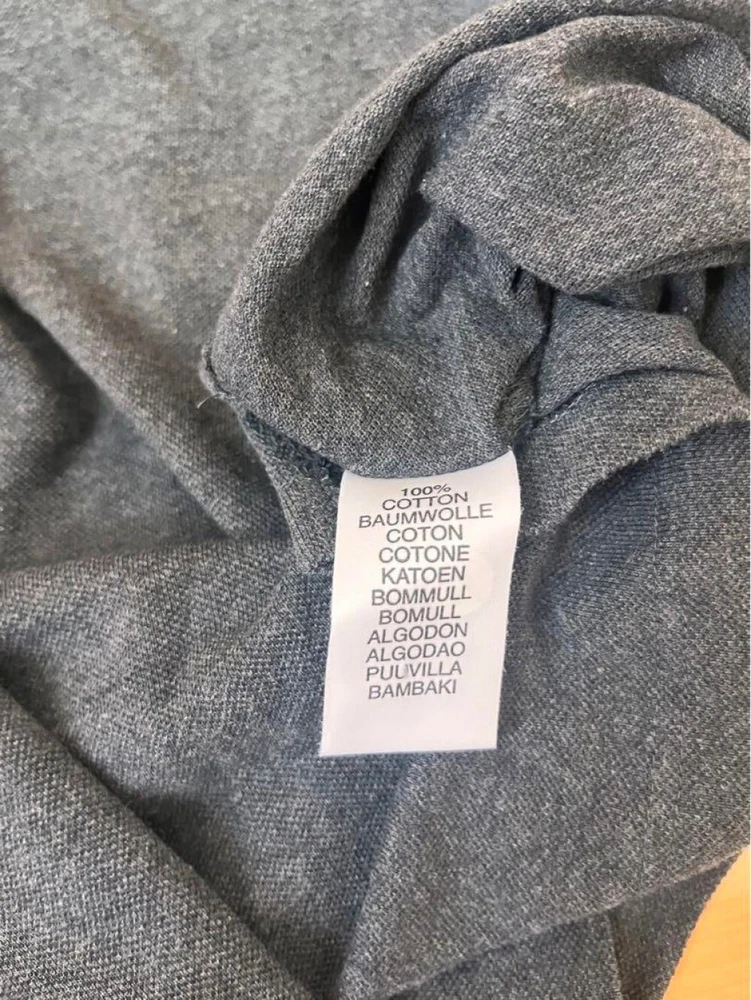 100%
COTTON
BAUMWOLLE
COTON
COTONE
KATOEN
BOMMULL
BOMULL
ALGODON
ALGODAO
PUUVILLA
BAMBAKI